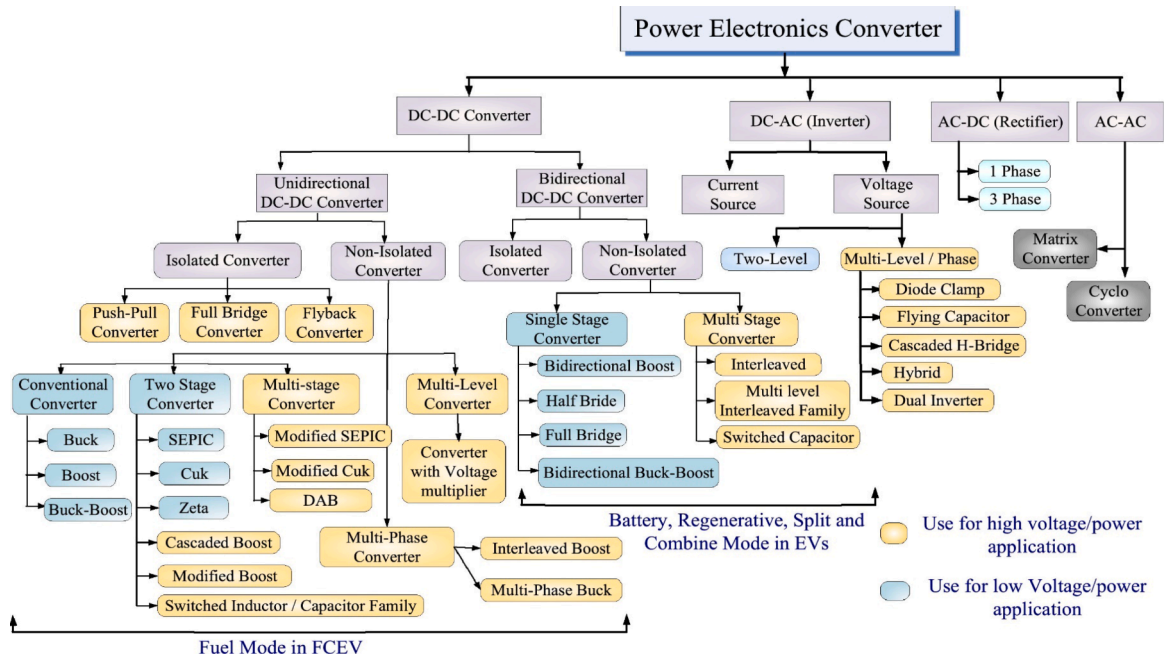 Power Electronics Converter
DC-DC Converter
DC-AC (Inverter)
AC-DC (Rectifier)
AC-AC
Unidirectional
DC-DC Converter
Bidirectional
DC-DC Converter
Current
Source
Voltage
Source
1 Phase
3 Phase
Isolated Converter
Non-Isolated
Converter
Isolated
Converter
Non-Isolated
Converter
Two-Level
Multi-Level / Phase
Matrix
Converter
Cyclo
Converter
Push-Pull
Converter
Full Bridge
Converter
Flyback
Converter
Single Stage
Converter
Multi Stage
Converter
Diode Clamp
Flying Capacitor
Cascaded H-Bridge
Hybrid
Dual Inverter
Bidirectional Boost
Half Bride
Full Bridge
Bidirectional Buck-Boost
Interleaved
Multi level
Interleaved Family
Switched Capacitor
Conventional
Converter
Two Stage
Converter
Multi-stage
Converter
Multi-Level
Converter
Buck
Boost
Buck-Boost
SEPIC
Cuk
Zeta
Cascaded Boost
Modified Boost
Switched Inductor / Capacitor Family
Modified SEPIC
Modified Cuk
DAB
Converter
with Voltage
multiplier
Multi-Phase
Converter
Interleaved Boost
Multi-Phase Buck
Battery, Regenerative, Split and
Combine Mode in EVs
Use for high voltage/power
application
Use for low Voltage/power
application
Fuel Mode in FCEV